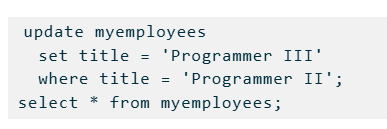 update myemployees
set title = 'Programmer III'
where title = 'Programmer II';
select * from myemployees;